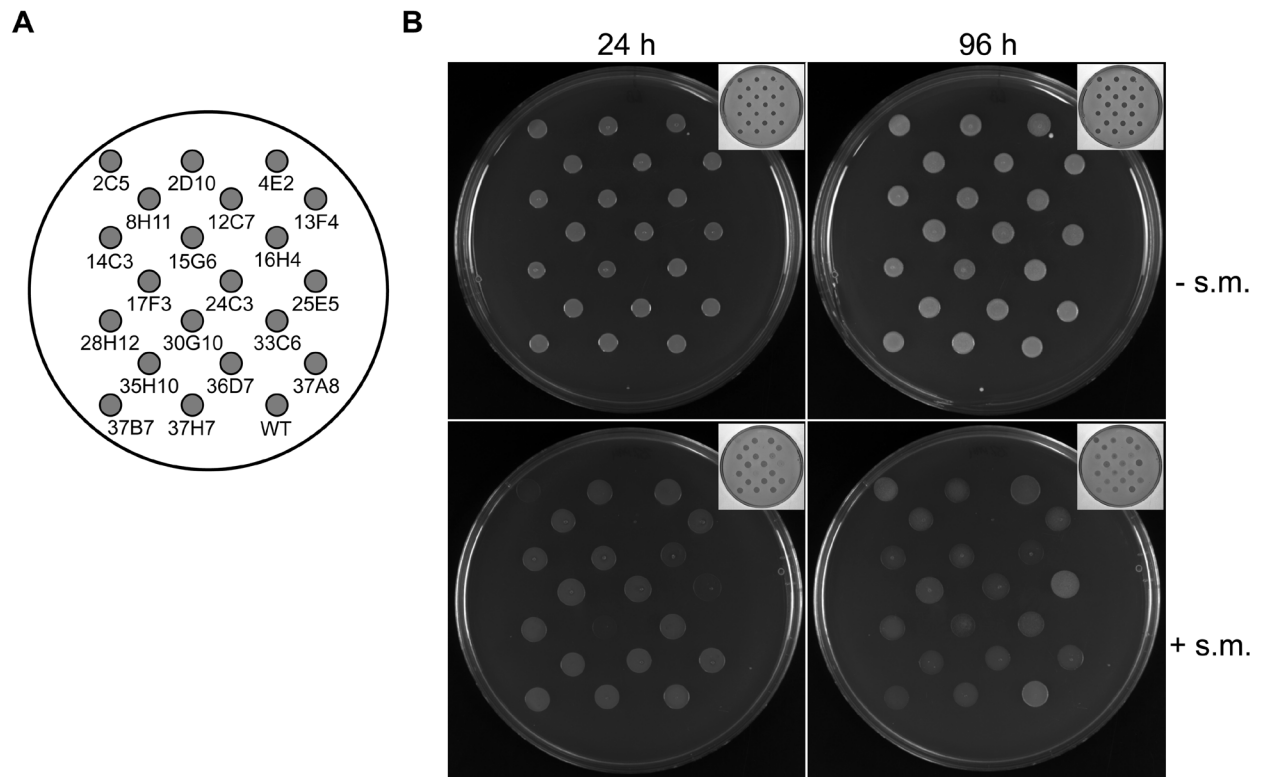 A
B
24 h
96 h
2C5
2D10
4E2
8H11
12C7
13F4
14C3
15G6
16H4
17F3
24C3
25E5
28H12
30G10
33C6
35H10
36D7
37A8
37B7
37H7
WT
- s.m.
+ s.m.